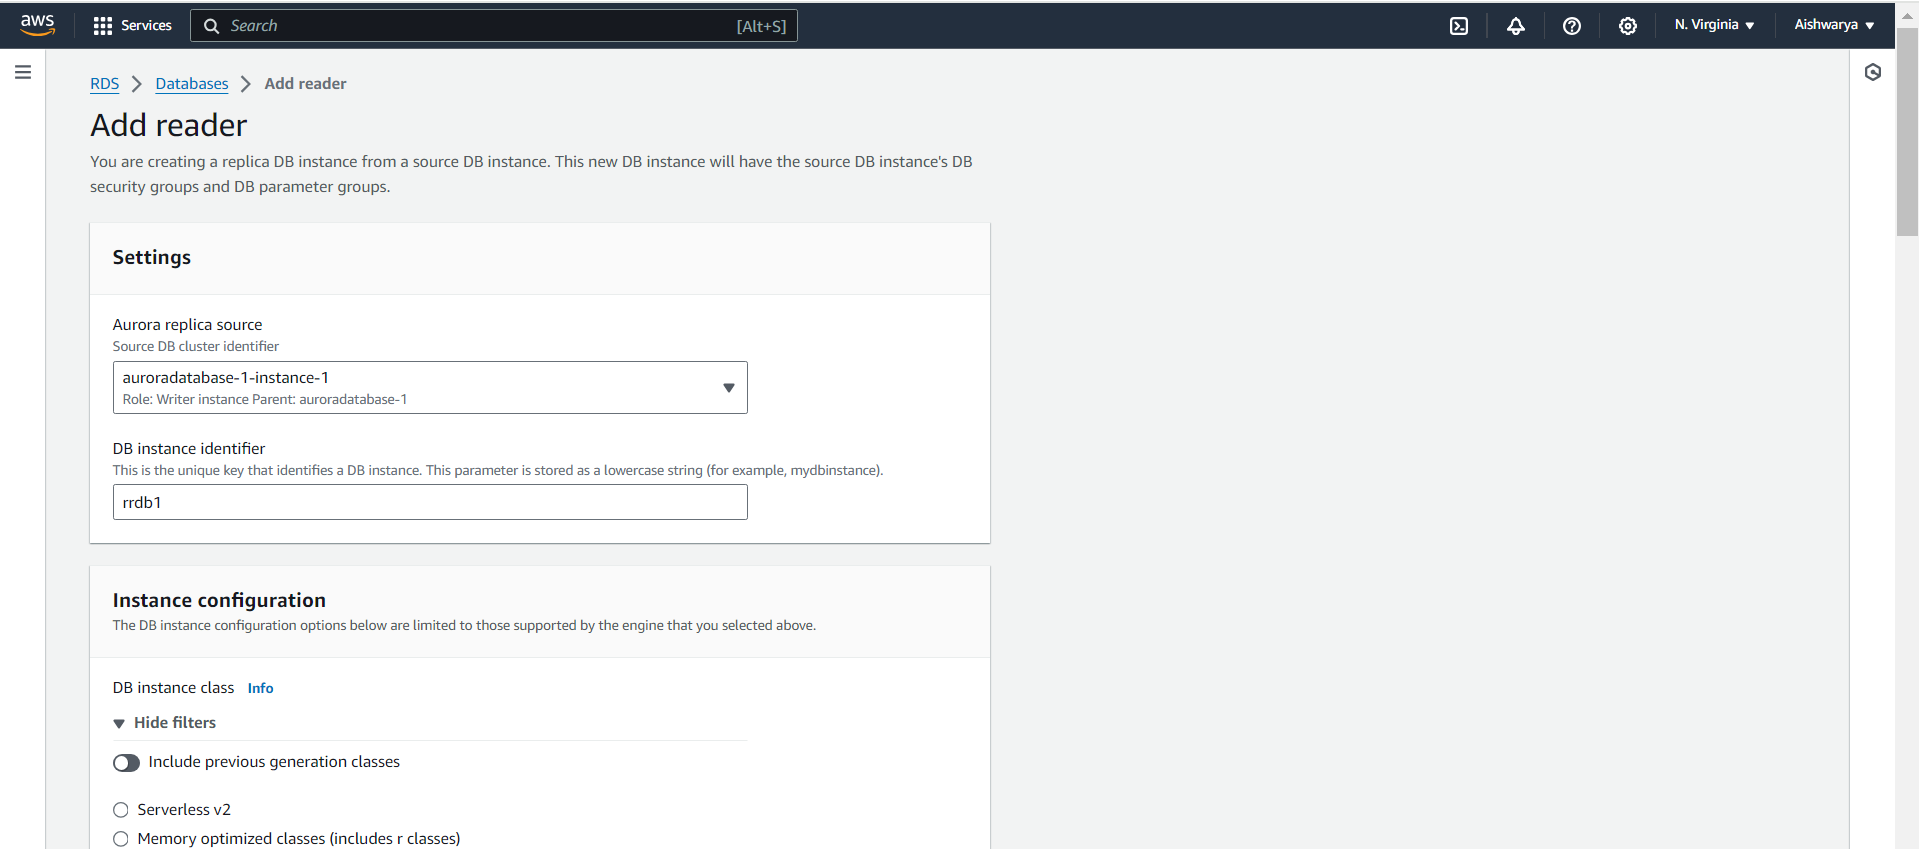 aws Services Search [Alt+S] N. Virginia Aishwarya
RDS Databases Add reader
Add reader
You are creating a replica DB instance from a source DB instance. This new DB instance will have the source DB instance's DB
security groups and DB parameter groups.
Settings
Aurora replica source
Source DB cluster identifier
auroradatabase-1-instance-1
Role: Writer instance Parent: auroradatabase-1
DB instance identifier
This is the unique key that identifies a DB instance. This parameter is stored as a lowercase string (for example, mydbinstance).
rrdb1
Instance configuration
The DB instance configuration options below are limited to those supported by the engine that you selected above.
DB instance class Info
Hide filters
Include previous generation classes
Serverless v2
Memory optimized classes (includes r classes)